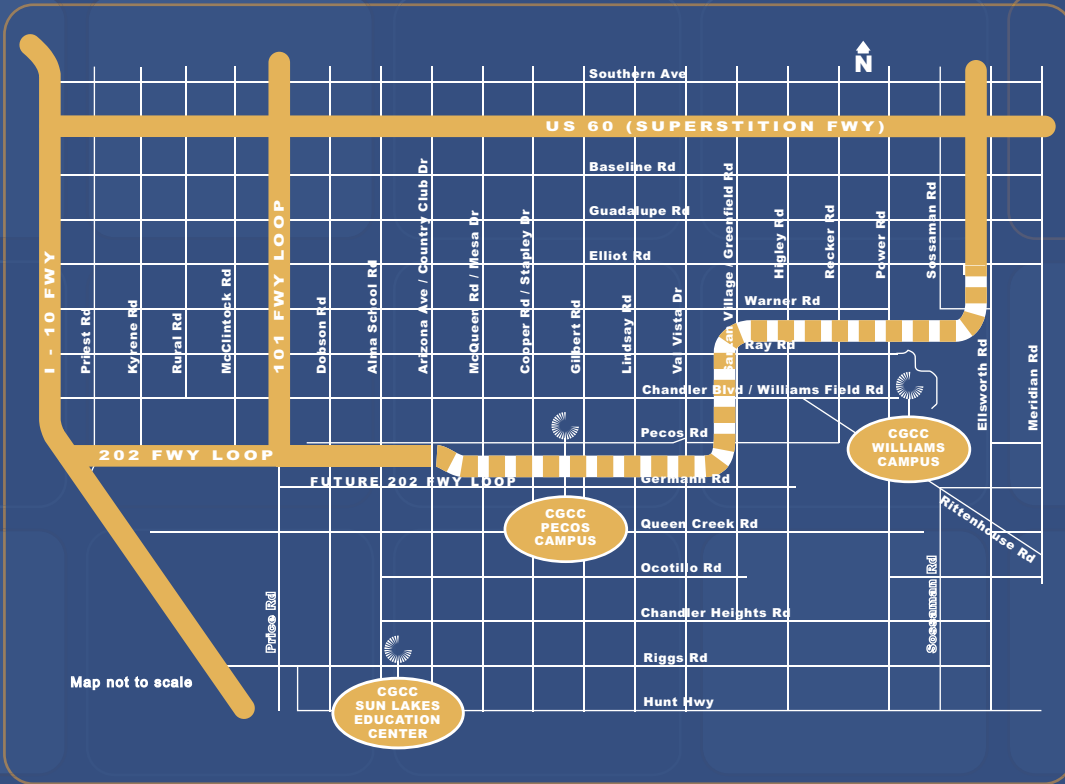 N
Southern Ave
US 60 (SUPERSTITION FWY)
Baseline Rd
Guadalupe Rd
Elliot Rd
Warner Rd
Ray Rd
Chandler Blvd / Williams Field Rd
Pecos Rd
Germann Rd
Queen Creek Rd
Ocotillo Rd
Chandler Heights Rd
Riggs Rd
Hunt Hwy
I - 10 FWY
Priest Rd
Kyrene Rd
Rural Rd
McClintock Rd
101 FWY LOOP
Dobson Rd
Alma School Rd
Arizona Ave / Country Club Dr
McQueen Rd / Mesa Dr
Cooper Rd / Stapley Dr
Gilbert Rd
Lindsay Rd
Val Vista Dr
Santan Village / Greenfield Rd
Higley Rd
Recker Rd
Power Rd
Sossaman Rd
Ellsworth Rd
Meridian Rd
202 FWY LOOP
FUTURE 202 FWY LOOP
CGCC
WILLIAMS
CAMPUS
CGCC
PECOS
CAMPUS
Rittenhouse Rd
Sossaman Rd
Price Rd
Map not to scale
CGCC
SUN LAKES
EDUCATION
CENTER